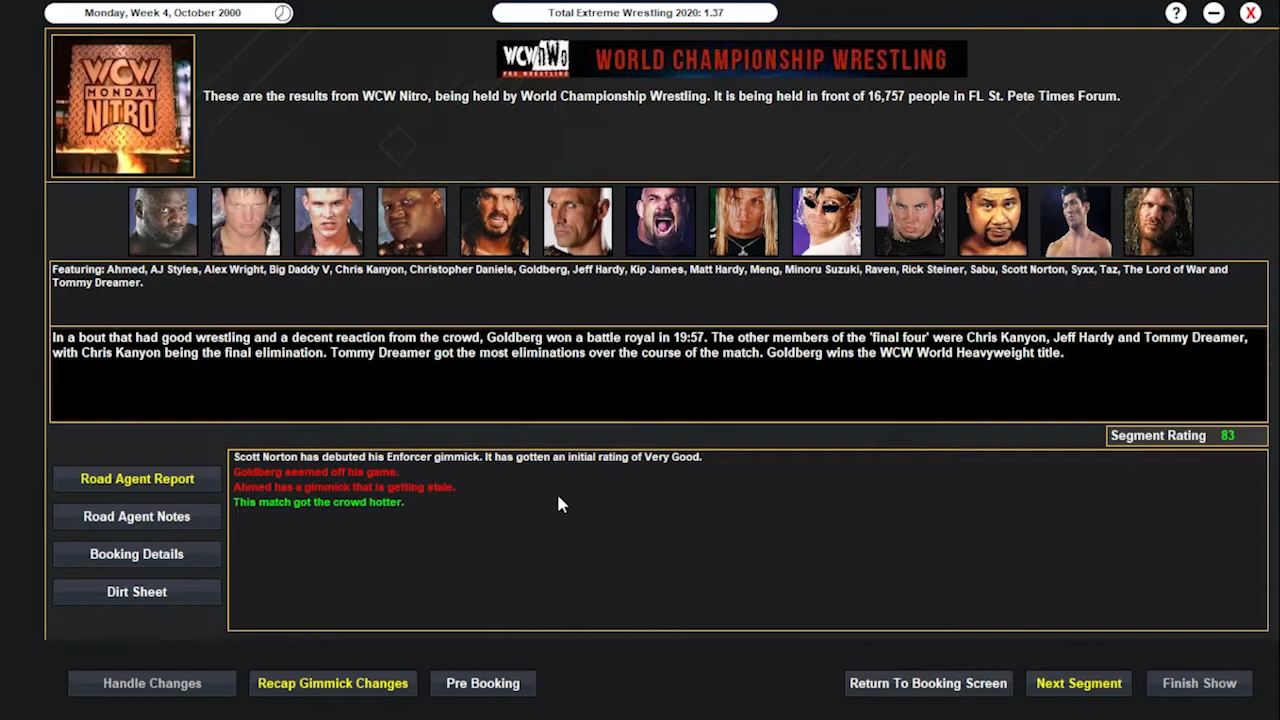 Monday, Week 4, October 2000
Total Extreme Wrestling 2020: 1.37
?
X
WCW
MONDAY
NITRO
WCW nWo
PRO WRESTLING
WORLD CHAMPIONSHIP WRESTLING
These are the results from WCW Nitro, being held by World Championship Wrestling. It is being held in front of 16,757 people in FL St. Pete Times Forum.
Featuring: Ahmed, AJ Styles, Alex Wright, Big Daddy V, Chris Kanyon, Christopher Daniels, Goldberg, Jeff Hardy, Kip James, Matt Hardy, Meng, Minoru Suzuki, Raven, Rick Steiner, Sabu, Scott Norton, Syxx, Taz, The Lord of War and
Tommy Dreamer.
In a bout that had good wrestling and a decent reaction from the crowd, Goldberg won a battle royal in 19:57. The other members of the 'final four' were Chris Kanyon, Jeff Hardy and Tommy Dreamer,
with Chris Kanyon being the final elimination. Tommy Dreamer got the most eliminations over the course of the match. Goldberg wins the WCW World Heavyweight title.
Segment Rating 83
Road Agent Report
Road Agent Notes
Booking Details
Dirt Sheet
Scott Norton has debuted his Enforcer gimmick. It has gotten an initial rating of Very Good.
Goldberg seemed off his game.
Ahmed has a gimmick that is getting stale.
This match got the crowd hotter.
Handle Changes
Recap Gimmick Changes
Pre Booking
Return To Booking Screen
Next Segment
Finish Show